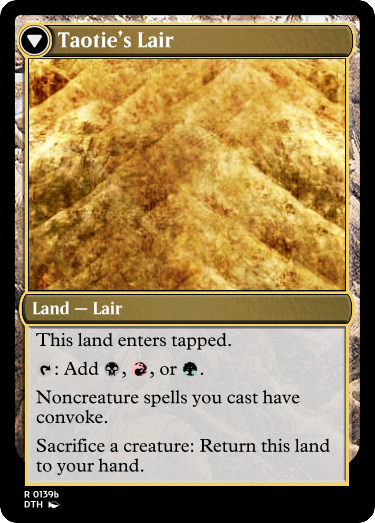 Taotie's Lair
Land — Lair
This land enters tapped.
: Add , , or .
Noncreature spells you cast have
convoke.
Sacrifice a creature: Return this land
to your hand.
R 0139b
DTH